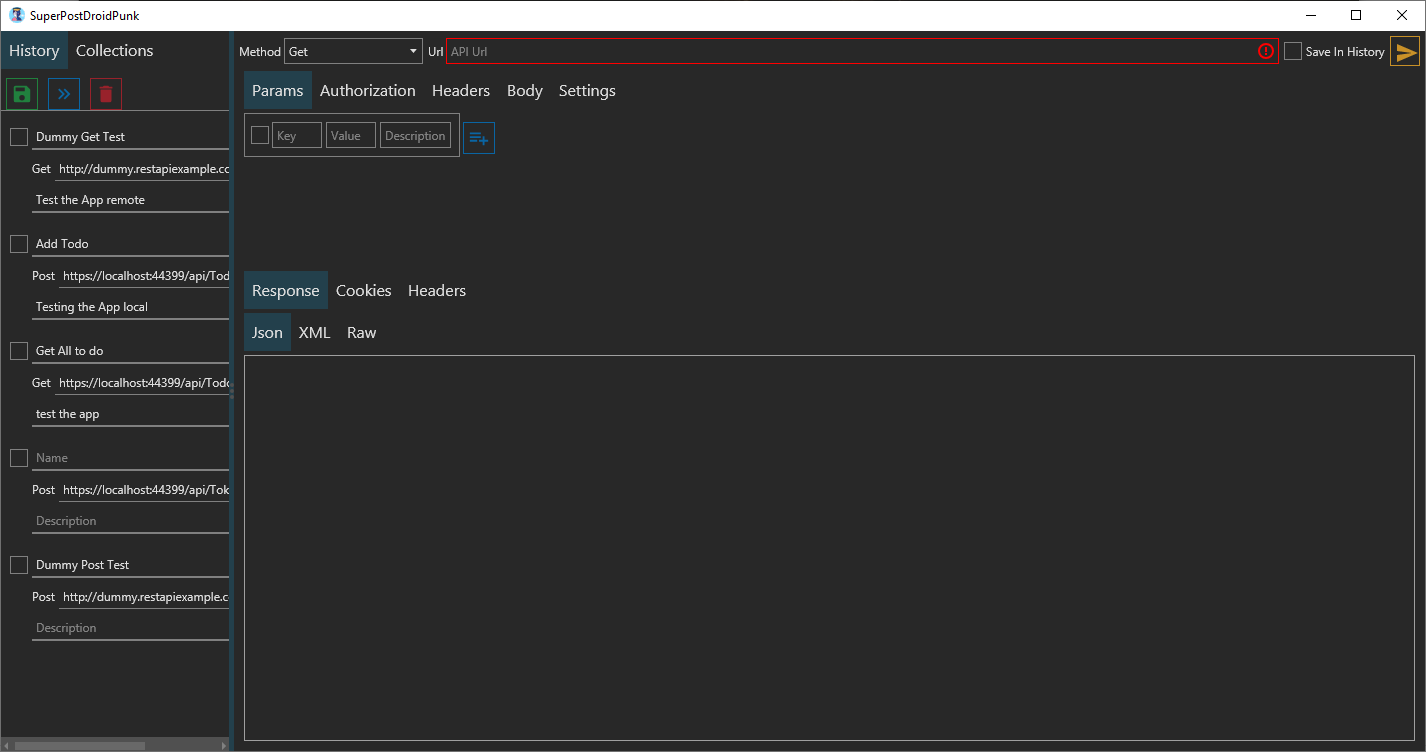 SuperPostDroidPunk
History Collections
Method Get Url API Url Save In History
Params Authorization Headers Body Settings
Key Value Description
Dummy Get Test
Get http://dummy.restapiexample.cc
Test the App remote
Add Todo
Post https://localhost:44399/api/Tod
Testing the App local
Get All to do
Get https://localhost:44399/api/Todo
test the app
Name
Post https://localhost:44399/api/Tok
Description
Dummy Post Test
Post http://dummy.restapiexample.c
Description
Response Cookies Headers
Json XML Raw